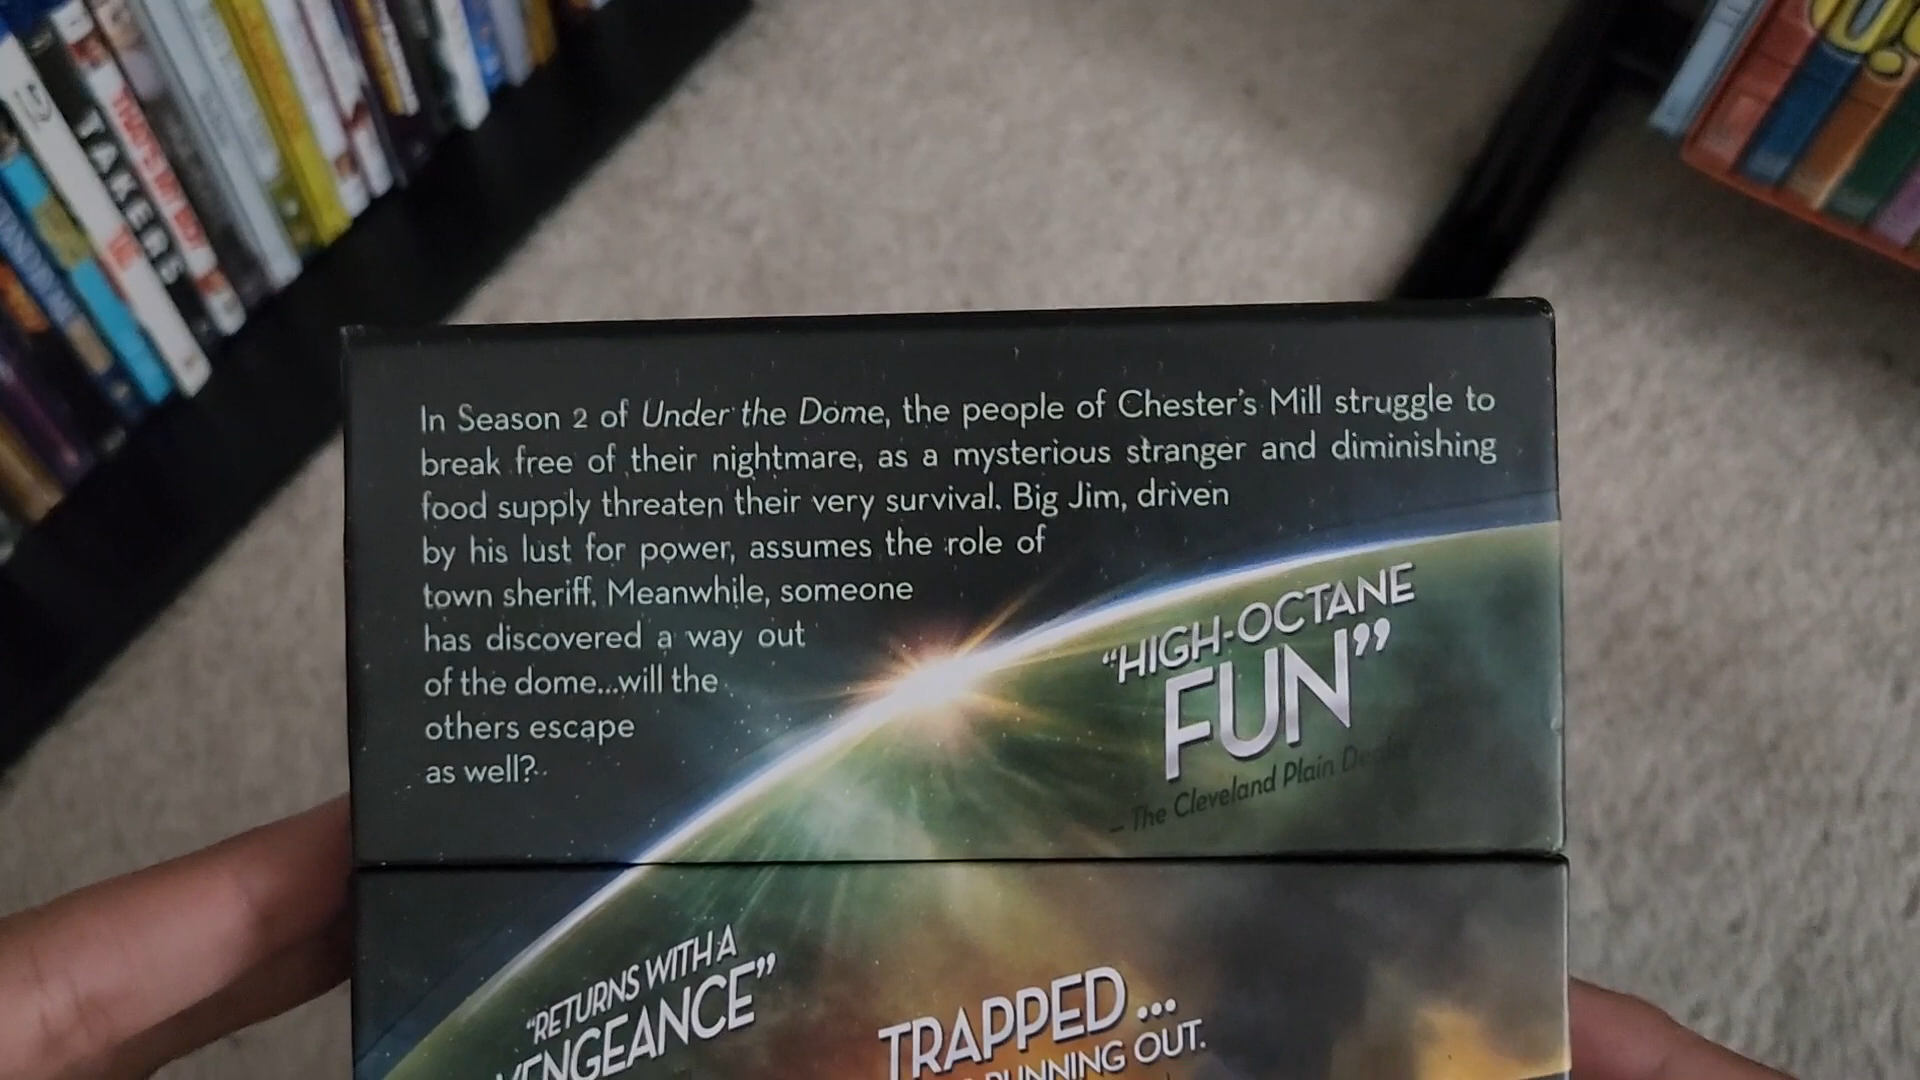 TAKERS
In Season 2 of Under the Dome, the people of Chester's Mill struggle to
break free of their nightmare, as a mysterious stranger and diminishing
food supply threaten their very survival. Big Jim, driven
by his lust for power, assumes the role of
town sheriff. Meanwhile, someone
has discovered a way out
of the dome...will the
others escape
as well?
“HIGH-OCTANE
FUN”
– The Cleveland Plain
“RETURNS WITH A
VENGEANCE”
TRAPPED...
RUNNING OUT.